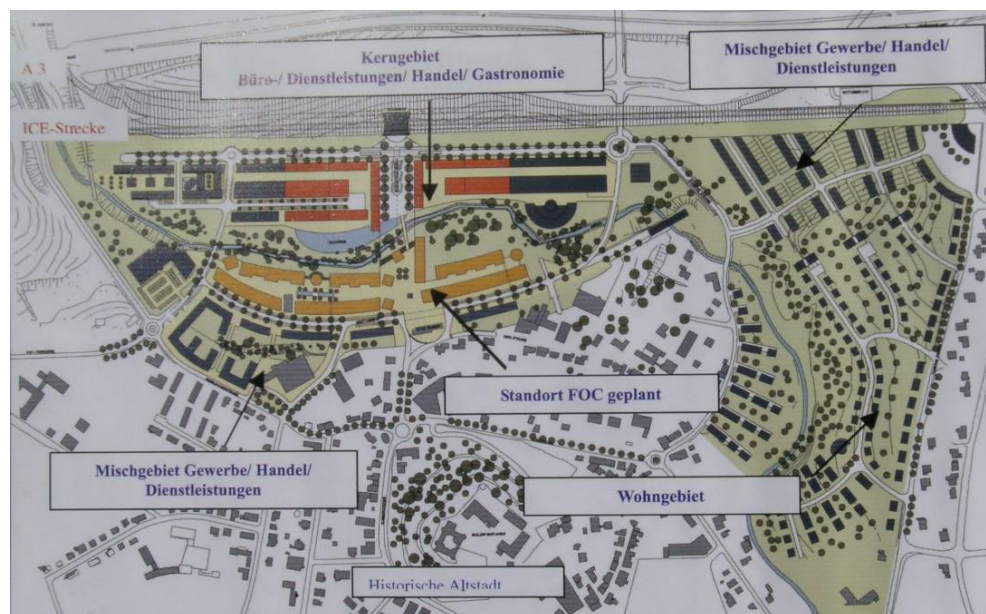 Kerngebiet
Büro-/ Dienstleistungen/ Handel/ Gastronomie
Mischgebiet Gewerbe/ Handel/
Dienstleistungen
A 3
ICE-Strecke
Standort FOC geplant
Mischgebiet Gewerbe/ Handel/
Dienstleistungen
Wohngebiet
Historische Altstadt